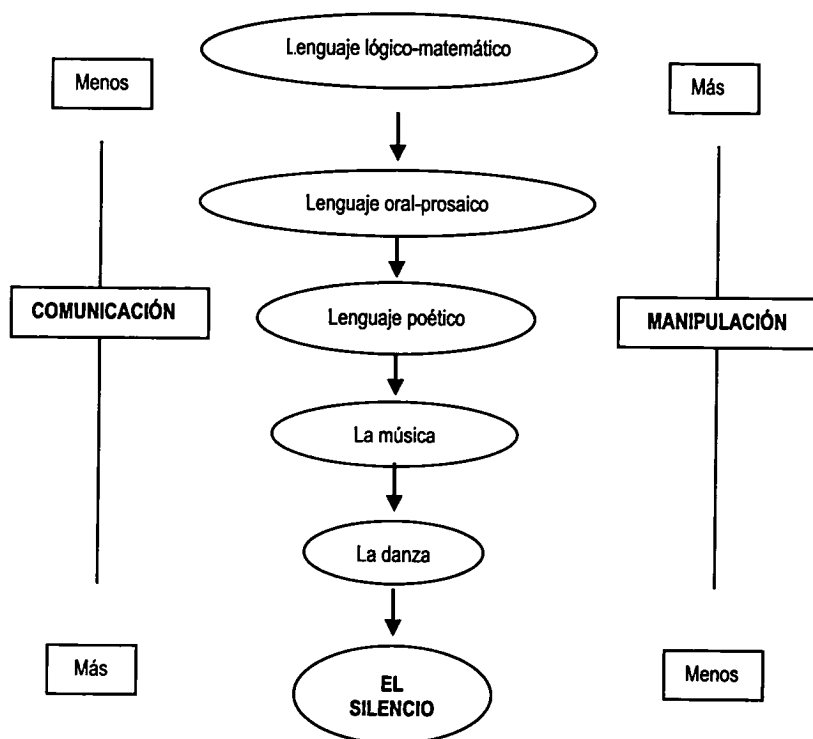 Lenguaje lógico-matemático
Menos
Más
Lenguaje oral-prosaico
COMUNICACIÓN
Lenguaje poético
MANIPULACIÓN
La música
La danza
Más
EL
SILENCIO
Menos